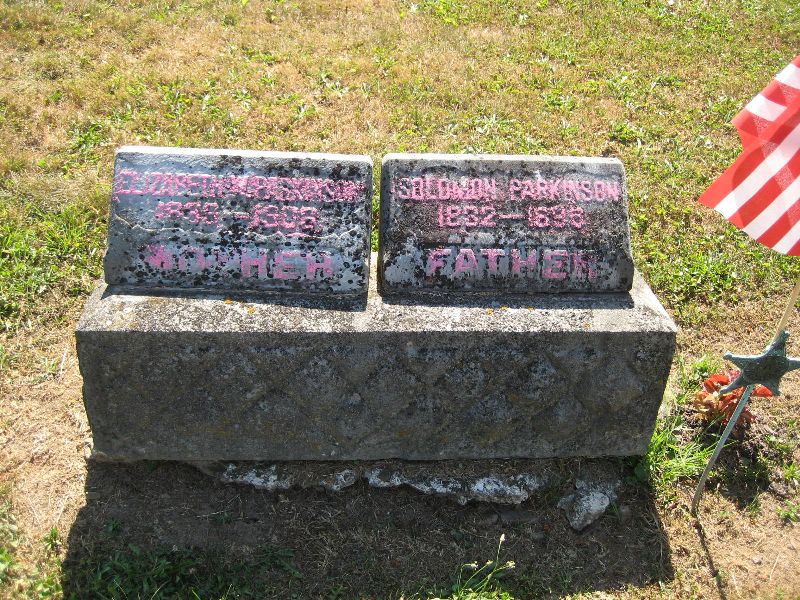 ELIZABETH PARKINSON
MOTHER
SOLOMON PARKINSON
FATHER